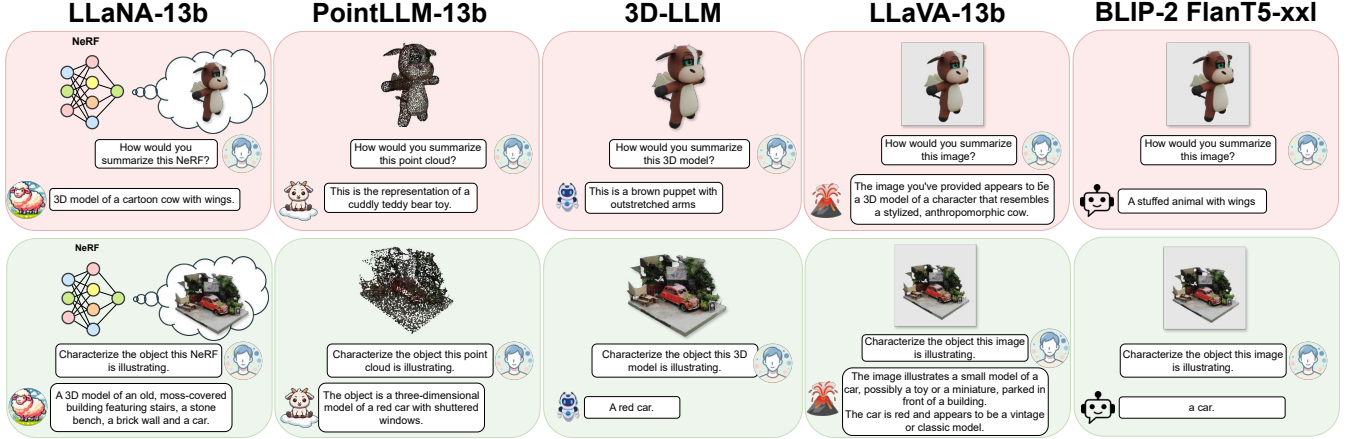 LLaNA-13b
PointLLM-13b
3D-LLM
LLaVA-13b
BLIP-2 FlanT5-xxl
NeRF
How would you
summarize this NeRF?
3D model of a cartoon cow with wings.
How would you summarize
this point cloud?
This is the representation of a
cuddly teddy bear toy.
How would you summarize
this 3D model?
This is a brown puppet with
outstretched arms
How would you summarize
this image?
The image you've provided appears to be
a 3D model of a character that resembles
a stylized, anthropomorphic cow.
How would you summarize
this image?
A stuffed animal with wings
NeRF
Characterize the object this NeRF
is illustrating.
A 3D model of an old, moss-covered
building featuring stairs, a stone
bench, a brick wall and a car.
Characterize the object this point
cloud is illustrating.
The object is a three-dimensional
model of a red car with shuttered
windows.
Characterize the object this 3D
model is illustrating.
A red car.
Characterize the object this image
is illustrating.
The image illustrates a small model of a
car, possibly a toy or a miniature, parked in
front of a building.
The car is red and appears to be a vintage
or classic model.
Characterize the object this image
is illustrating.
a car.